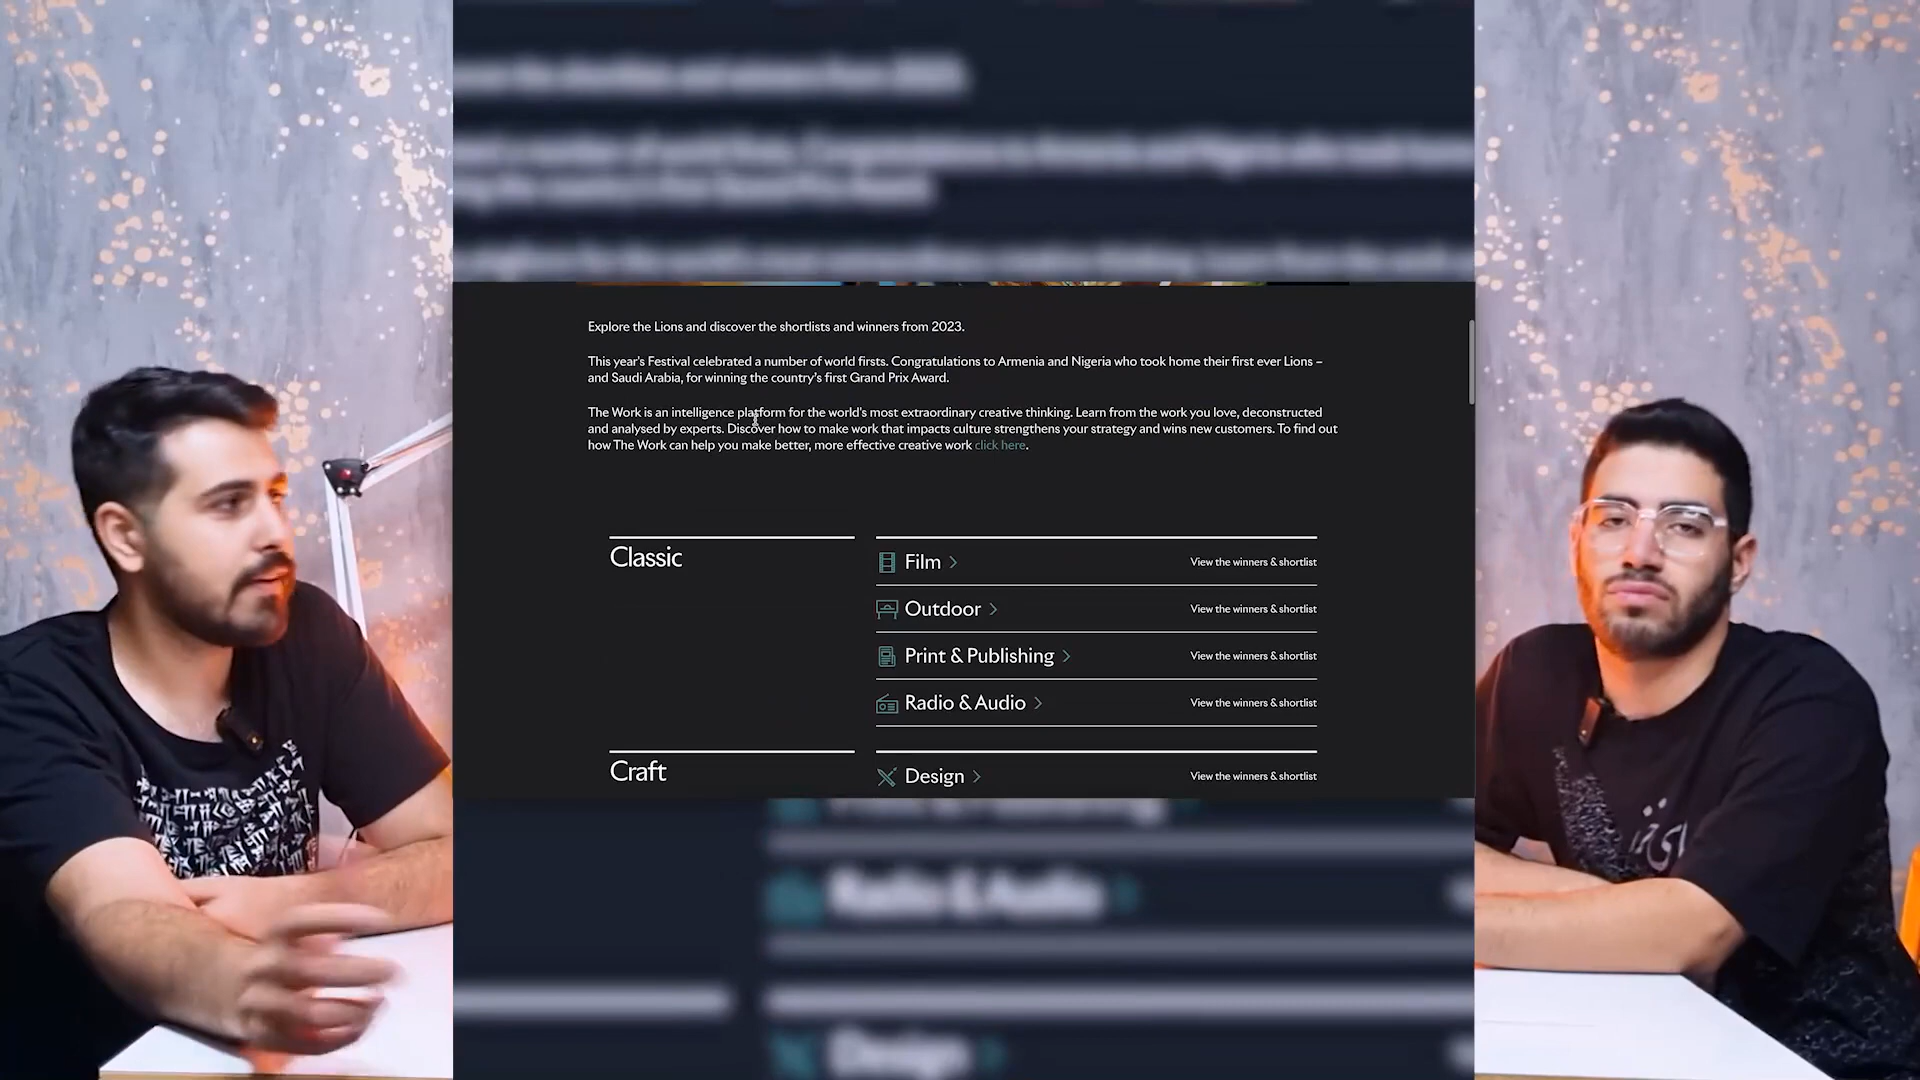 Explore the Lions and discover the shortlists and winners from 2023.
This year's Festival celebrated a number of world firsts. Congratulations to Armenia and Nigeria who took home their first ever Lions –
and Saudi Arabia, for winning the country's first Grand Prix Award.
The Work is an intelligence platform for the world's most extraordinary creative thinking. Learn from the work you love, deconstructed
and analysed by experts. Discover how to make work that impacts culture strengthens your strategy and wins new customers. To find out
how The Work can help you make better, more effective creative work click here.
Classic
Film > View the winners & shortlist
Outdoor > View the winners & shortlist
Print & Publishing > View the winners & shortlist
Radio & Audio > View the winners & shortlist
Craft
Design > View the winners & shortlist
Radio & Audio
Design